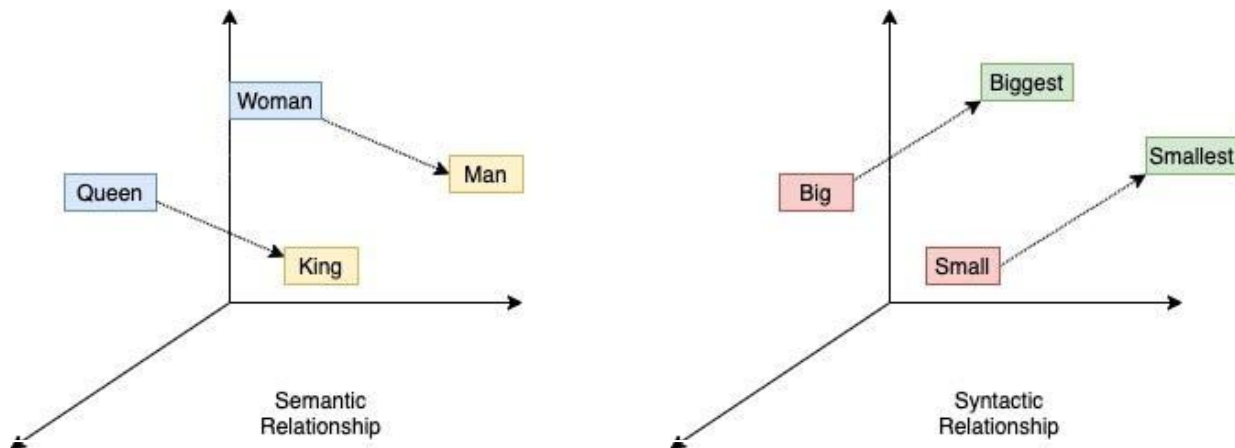 Woman
Man
Queen
King
Semantic
Relationship
Biggest
Smallest
Big
Small
Syntactic
Relationship